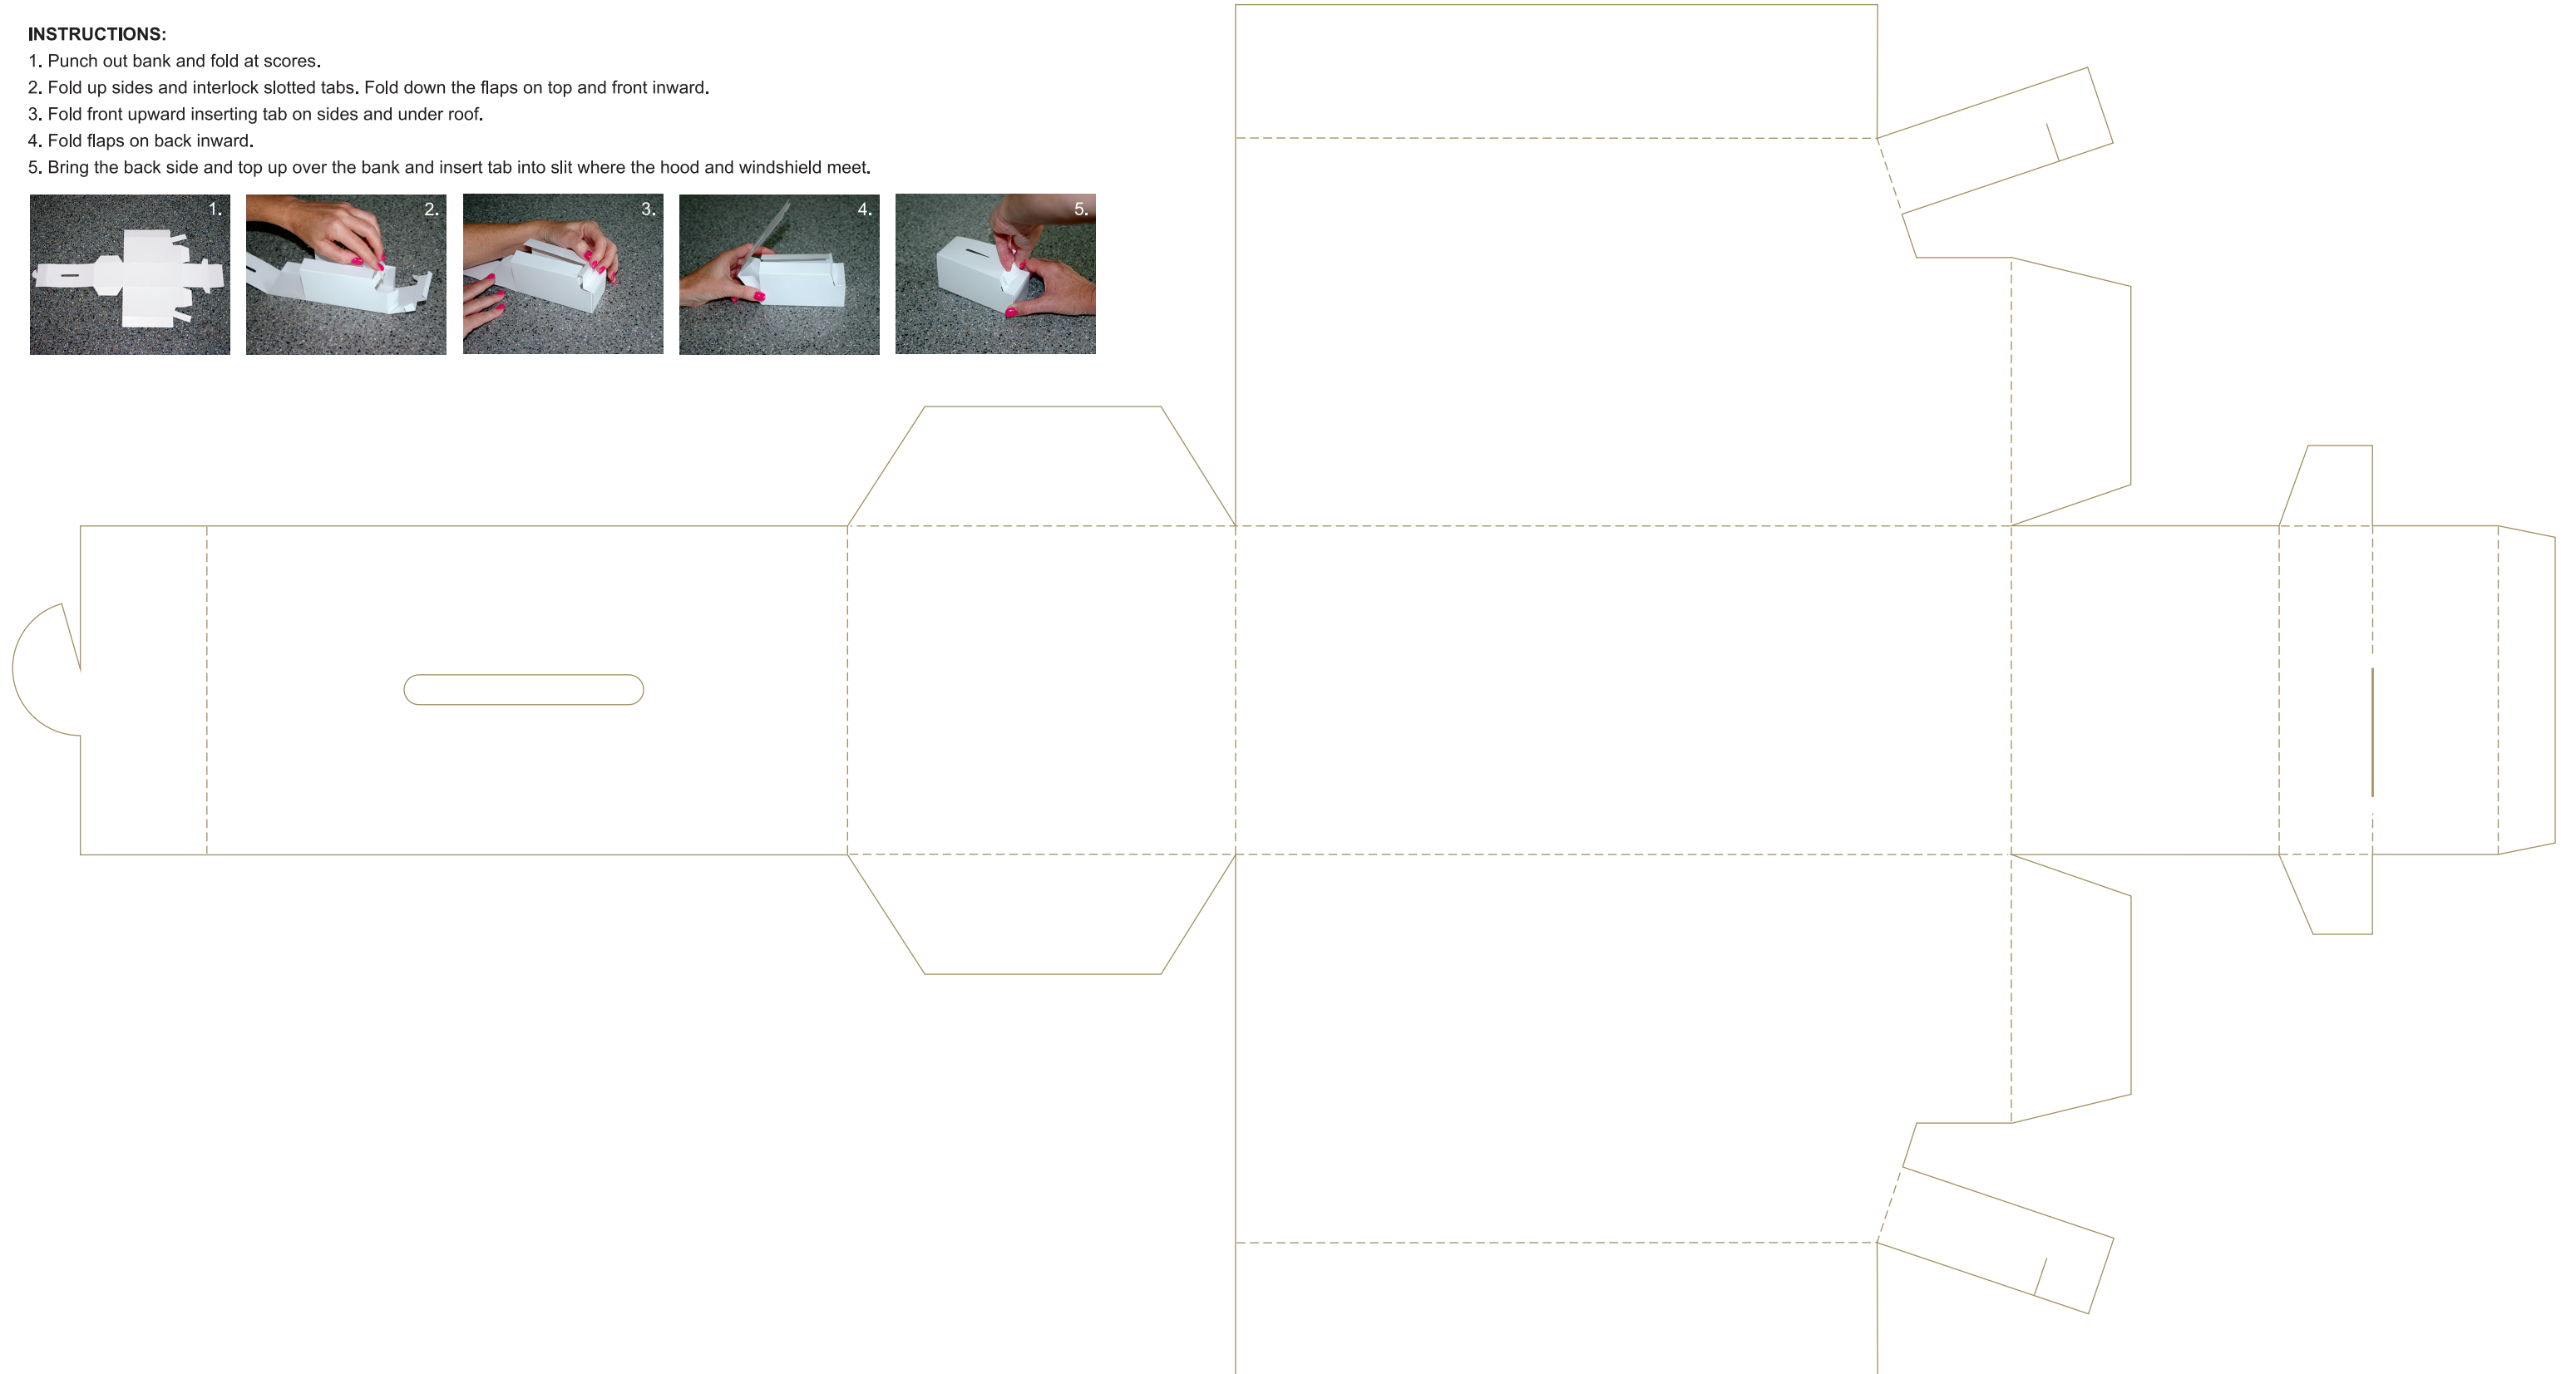 INSTRUCTIONS:
1. Punch out bank and fold at scores.
2. Fold up sides and interlock slotted tabs. Fold down the flaps on top and front inward.
3. Fold front upward inserting tab on sides and under roof.
4. Fold flaps on back inward.
5. Bring the back side and top up over the bank and insert tab into slit where the hood and windshield meet.
1. 2. 3. 4. 5.